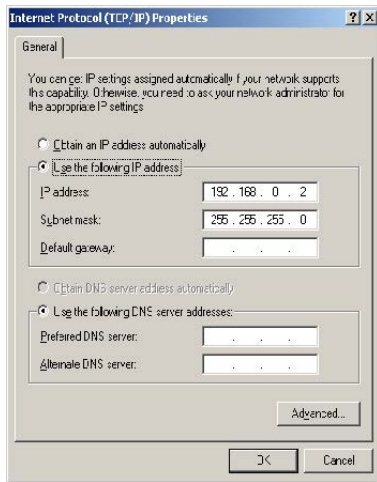 Internet Protocol (TCP/IP) Properties
? X
General
You can get IP settings assigned automatically if your network supports
this capability. Otherwise, you need to ask your network administrator for
the appropriate IP settings
Obtain an IP address automatically
Use the following IP address
IP address:
192 . 168 . 0 . 2
Subnet mask:
255 . 255 . 255 . 0
Default gateway:
. . .
Obtain DNS server address automatically
Use the following DNS server addresses:
Preferred DNS server:
. . .
Alternate DNS server:
. . .
Advanced...
OK Cancel